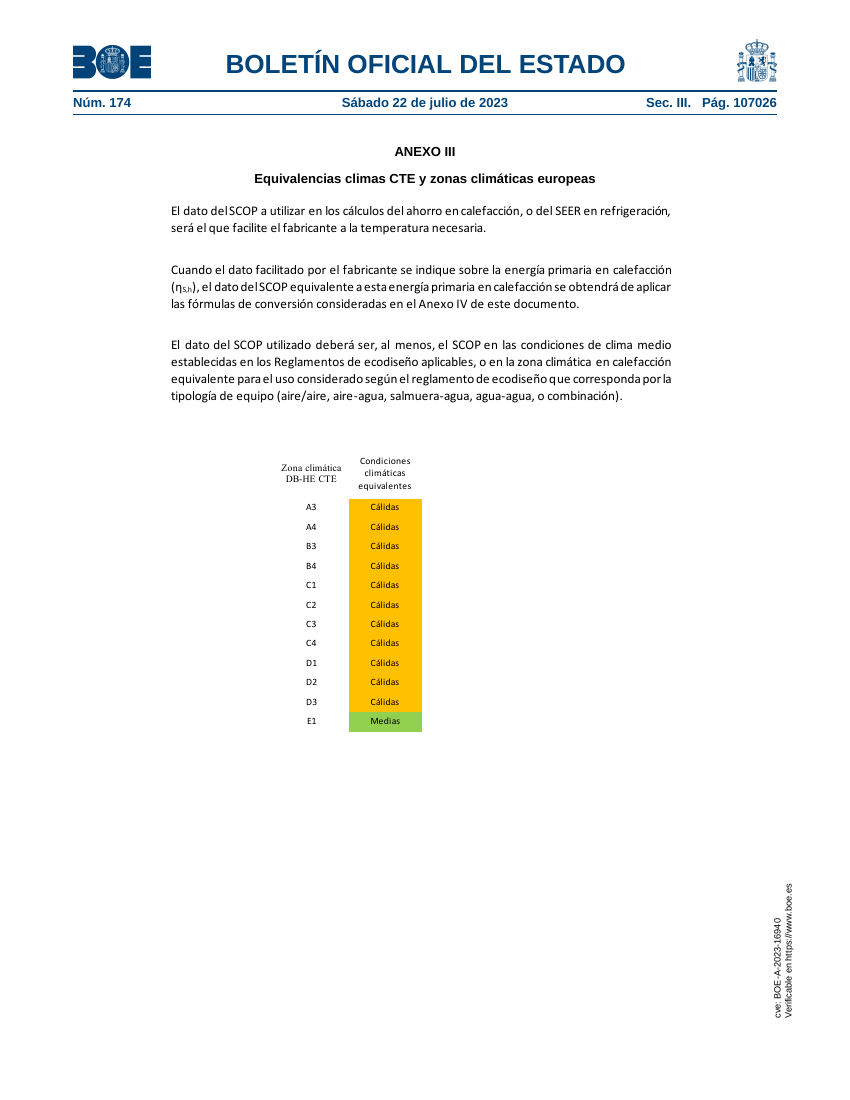 BOE
BOLETÍN OFICIAL DEL ESTADO
Núm. 174 Sábado 22 de julio de 2023 Sec. III. Pág. 107026
ANEXO III
Equivalencias climas CTE y zonas climáticas europeas
El dato del SCOP a utilizar en los cálculos del ahorro en calefacción, o del SEER en refrigeración,
será el que facilite el fabricante a la temperatura necesaria.
Cuando el dato facilitado por el fabricante se indique sobre la energía primaria en calefacción
(ηs,h), el dato del SCOP equivalente a esta energía primaria en calefacción se obtendrá de aplicar
las fórmulas de conversión consideradas en el Anexo IV de este documento.
El dato del SCOP utilizado deberá ser, al menos, el SCOP en las condiciones de clima medio
establecidas en los Reglamentos de ecodiseño aplicables, o en la zona climática en calefacción
equivalente para el uso considerado según el reglamento de ecodiseño que corresponda por la
tipología de equipo (aire/aire, aire-agua, salmuera-agua, agua-agua, o combinación).
Zona climática
DB-HE CTE
Condiciones
climáticas
equivalentes
A3 Cálidas
A4 Cálidas
B3 Cálidas
B4 Cálidas
C1 Cálidas
C2 Cálidas
C3 Cálidas
C4 Cálidas
D1 Cálidas
D2 Cálidas
D3 Cálidas
E1 Medias
cve: BOE-A-2023-16940
Verificable en https://www.boe.es